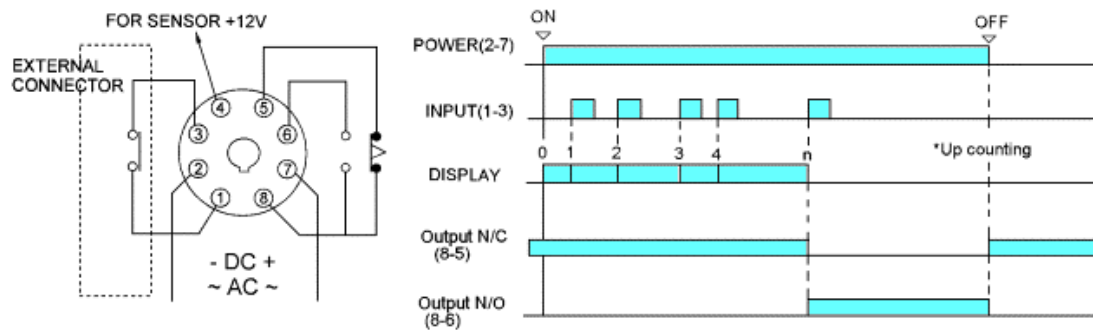 FOR SENSOR +12V
EXTERNAL
CONNECTOR
4
5
3
6
2
7
1
8
- DC +
~ AC ~
ON
OFF
POWER(2-7)
INPUT(1-3)
0 1 2 3 4 n
*Up counting
DISPLAY
Output N/C
(8-5)
Output N/O
(8-6)